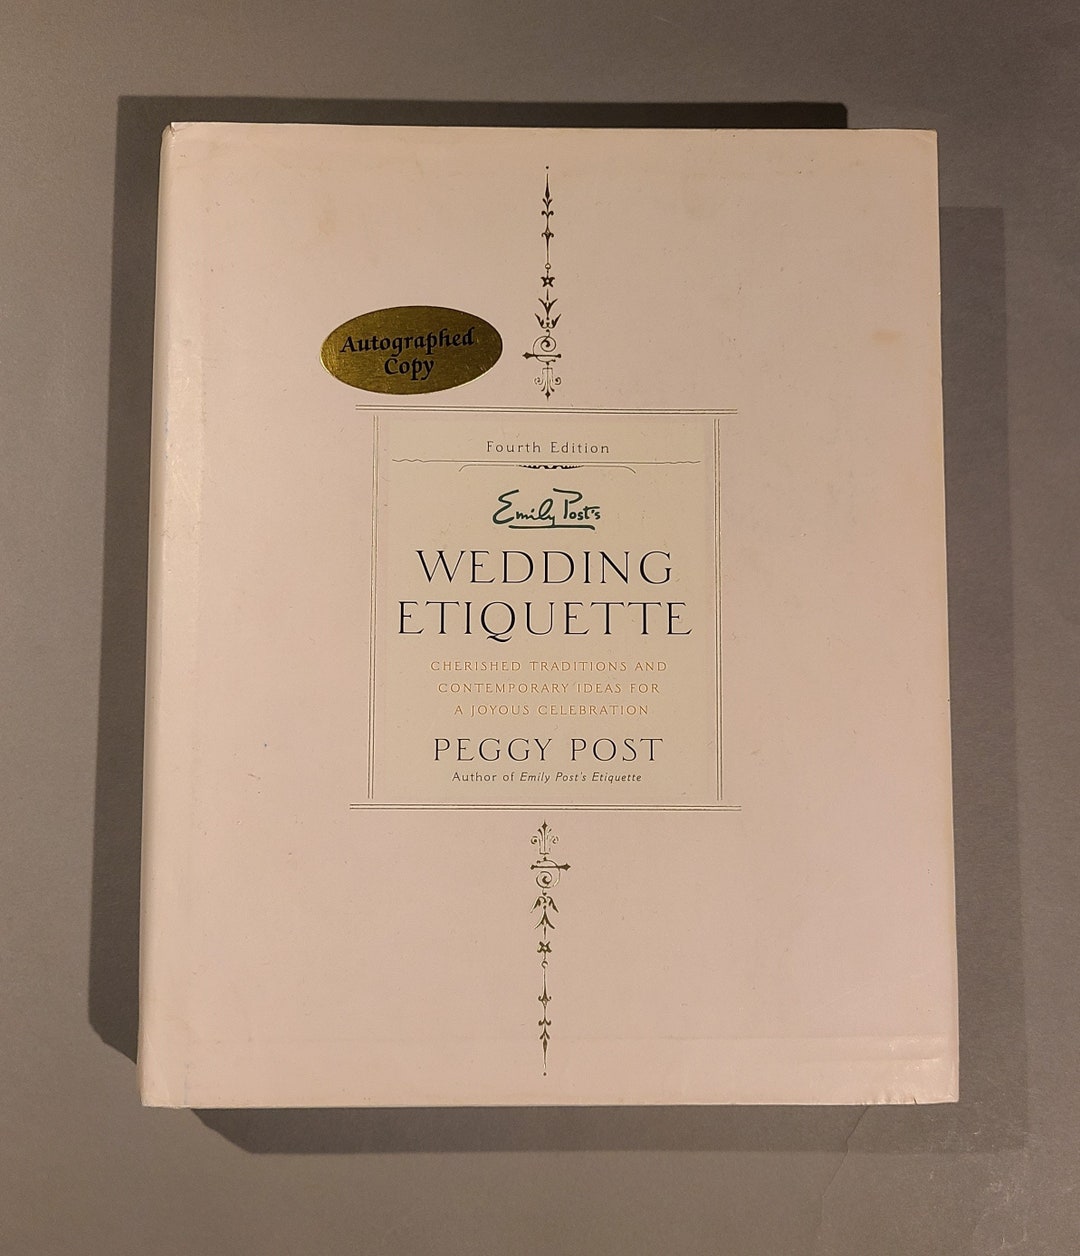 Autographed
Copy
Fourth Edition
Emily Post's
WEDDING
ETIQUETTE
CHERISHED TRADITIONS AND
CONTEMPORARY IDEAS FOR
A JOYOUS CELEBRATION
PEGGY POST
Author of Emily Post's Etiquette